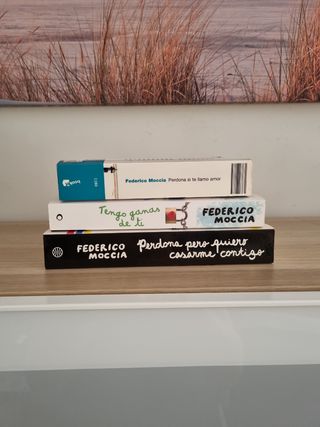 Federico Moccia Perdona si te llamo amor
Tengo ganas
de ti
FEDERICO
MOCCIA
FEDERICO
MOCCIA
Perdona pero quiero
casarme contigo